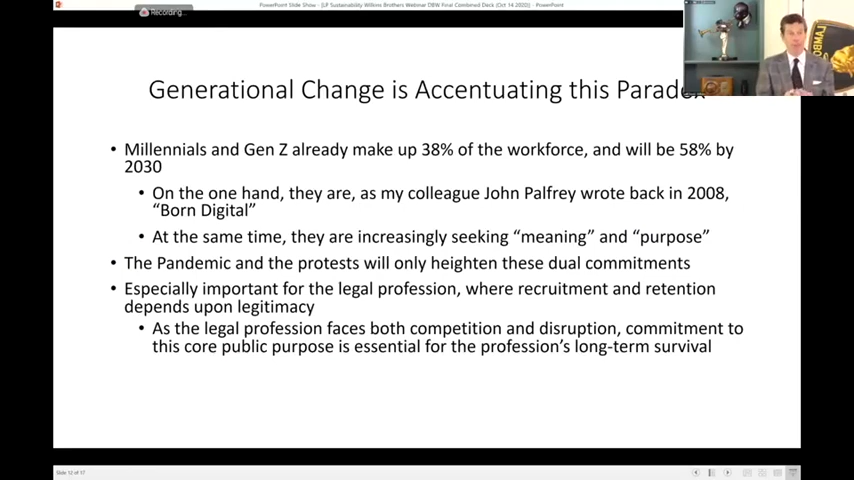 PowerPoint Slide Show - [LP Sustainability Wilkins Brothers Webinar DBW Final Combined Deck (Oct 14 2020)] - PowerPoint
Recording...
Generational Change is Accentuating this Parado
• Millennials and Gen Z already make up 38% of the workforce, and will be 58% by
2030
• On the one hand, they are, as my colleague John Palfrey wrote back in 2008,
“Born Digital”
• At the same time, they are increasingly seeking “meaning” and “purpose”
• The Pandemic and the protests will only heighten these dual commitments
• Especially important for the legal profession, where recruitment and retention
depends upon legitimacy
• As the legal profession faces both competition and disruption, commitment to
this core public purpose is essential for the profession’s long-term survival
Slide 12 of 17